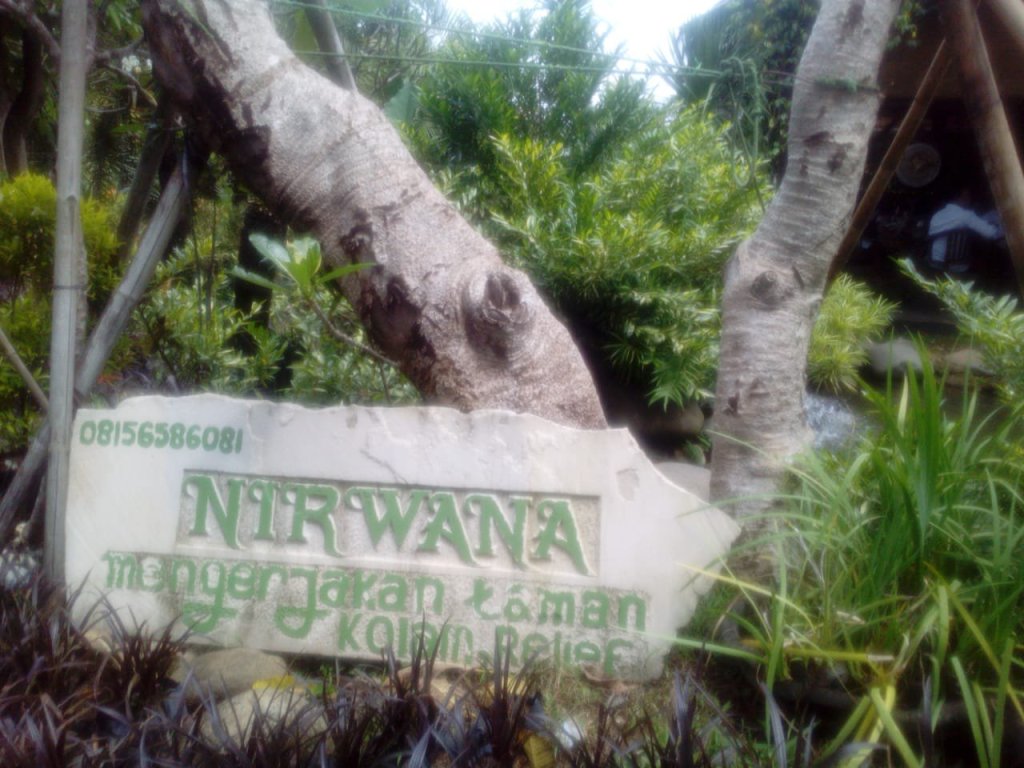 08156586081
NIRWANA
mengerjakan taman
Kolam, Relief